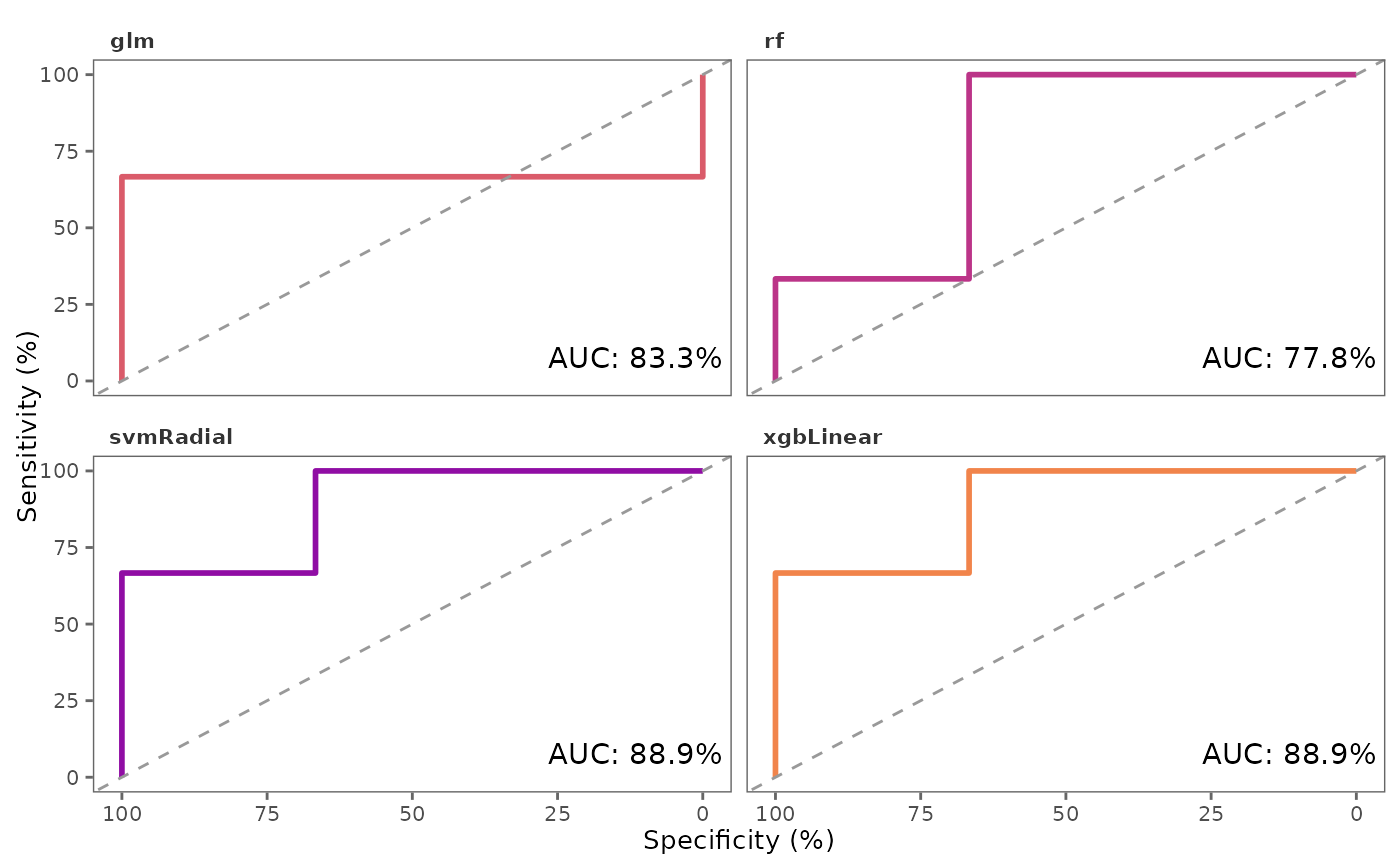 glm
rf
100
75
50
25
0
AUC: 83.3%
AUC: 77.8%
Sensitivity (%)
svmRadial
xgbLinear
100
75
50
25
0
AUC: 88.9%
AUC: 88.9%
100 75 50 25 0
100 75 50 25 0
Specificity (%)